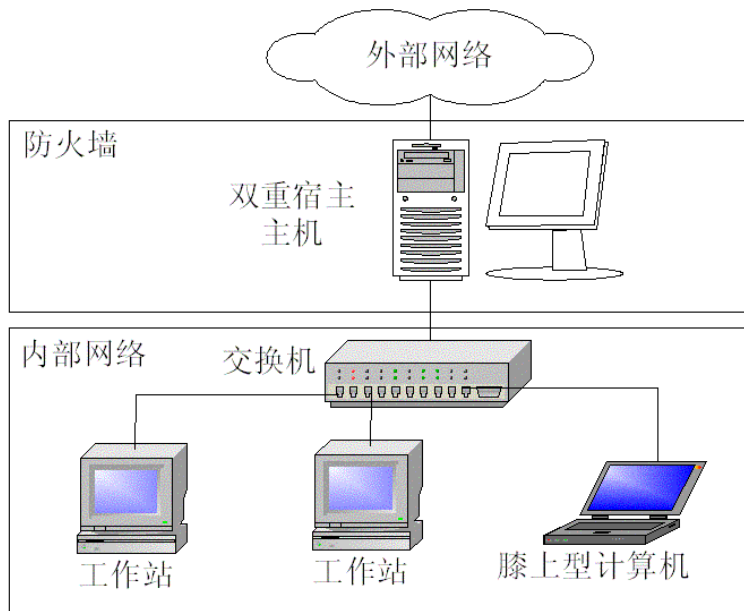 外部网络
防火墙
双重宿主
主机
内部网络
交换机
工作站
工作站
膝上型计算机